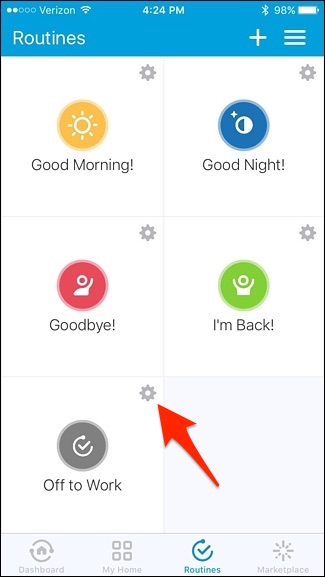 Verizon 4:24 PM 98%
Routines
Good Morning! Good Night!
Goodbye! I'm Back!
Off to Work
Dashboard My Home Routines Marketplace